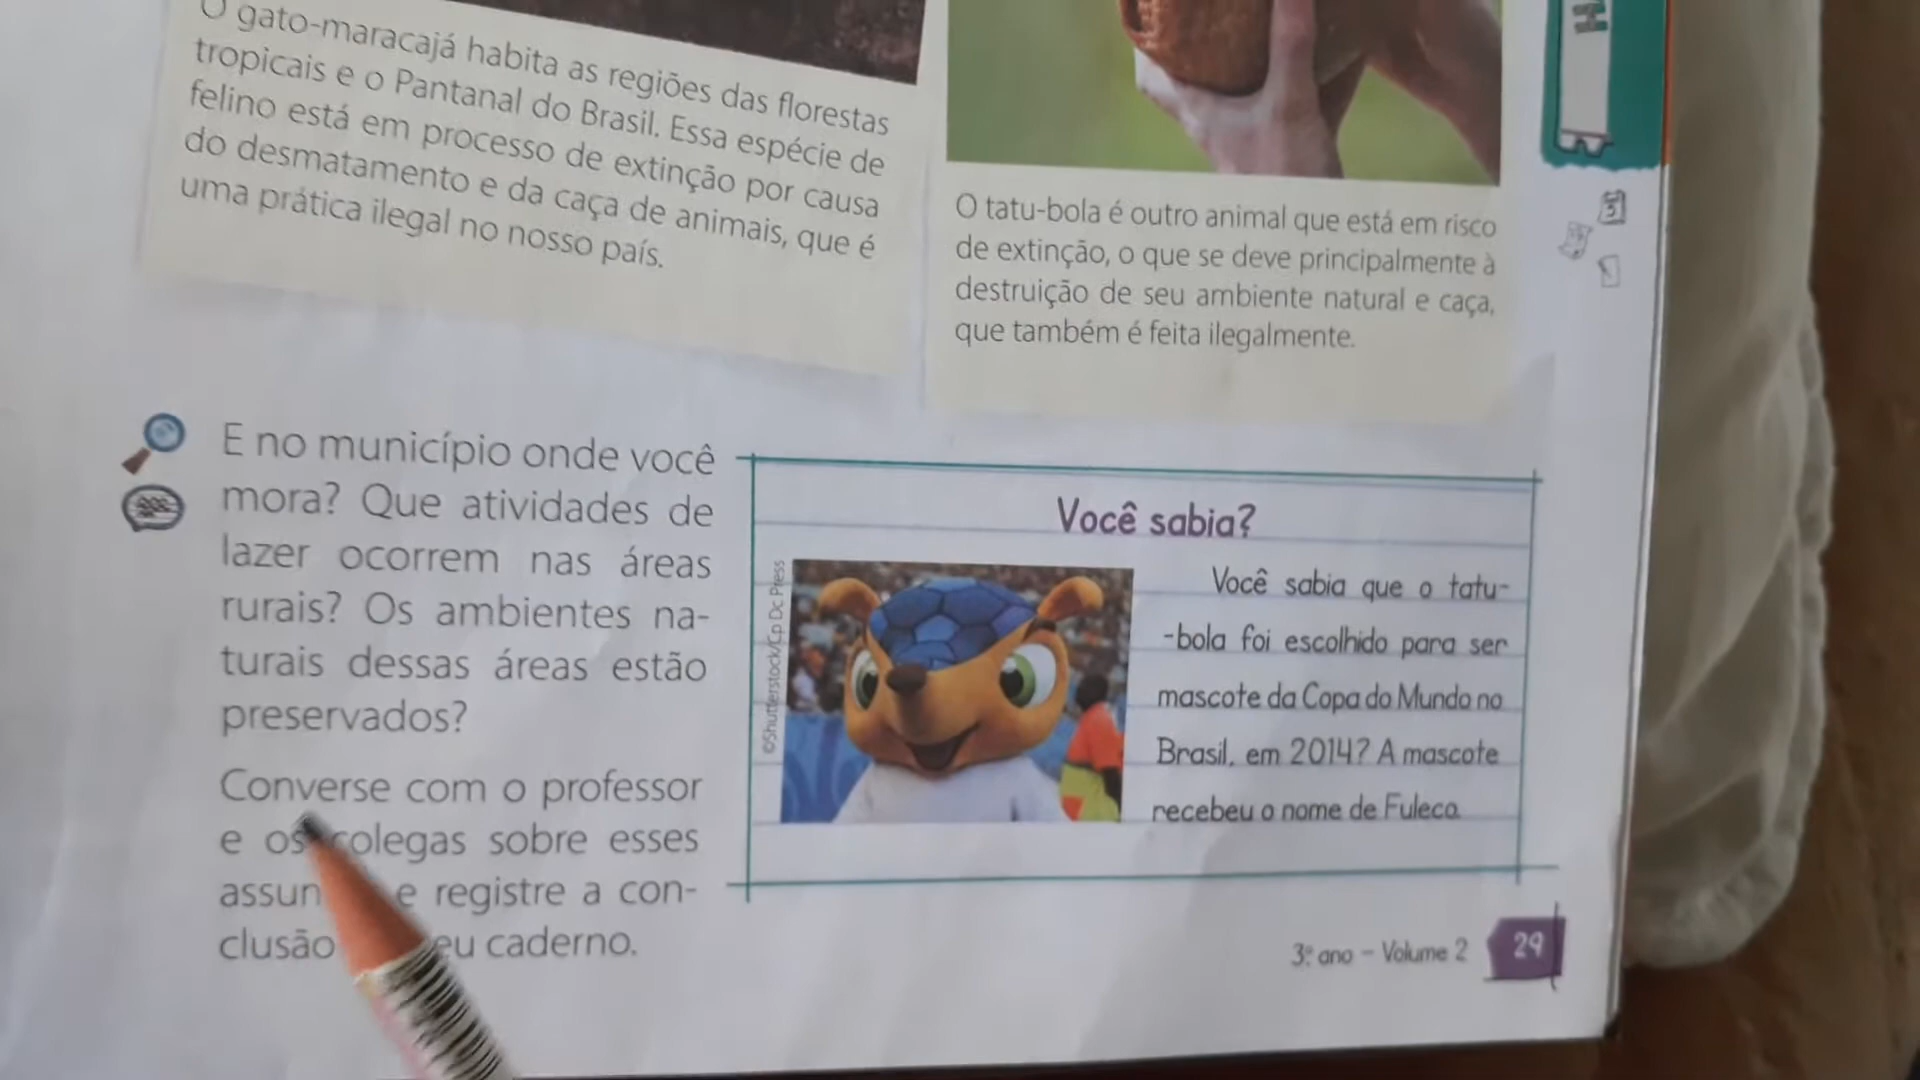 O gato-maracajá habita as regiões das florestas
tropicais e o Pantanal do Brasil. Essa espécie de
felino está em processo de extinção por causa
do desmatamento e da caça de animais, que é
uma prática ilegal no nosso país.
O tatu-bola é outro animal que está em risco
de extinção, o que se deve principalmente à
destruição de seu ambiente natural e caça,
que também é feita ilegalmente.
E no município onde você
mora? Que atividades de
lazer ocorrem nas áreas
rurais? Os ambientes na-
turais dessas áreas estão
preservados?
Converse com o professor
e os colegas sobre esses
assun e registre a con-
clusão eu caderno.
Você sabia?
©Shutterstock/Cp Dc Press
Você sabia que o tatu-
-bola foi escolhido para ser
mascote da Copa do Mundo no
Brasil, em 2014? A mascote
recebeu o nome de Fuleco.
3º. ano – Volume 2
29